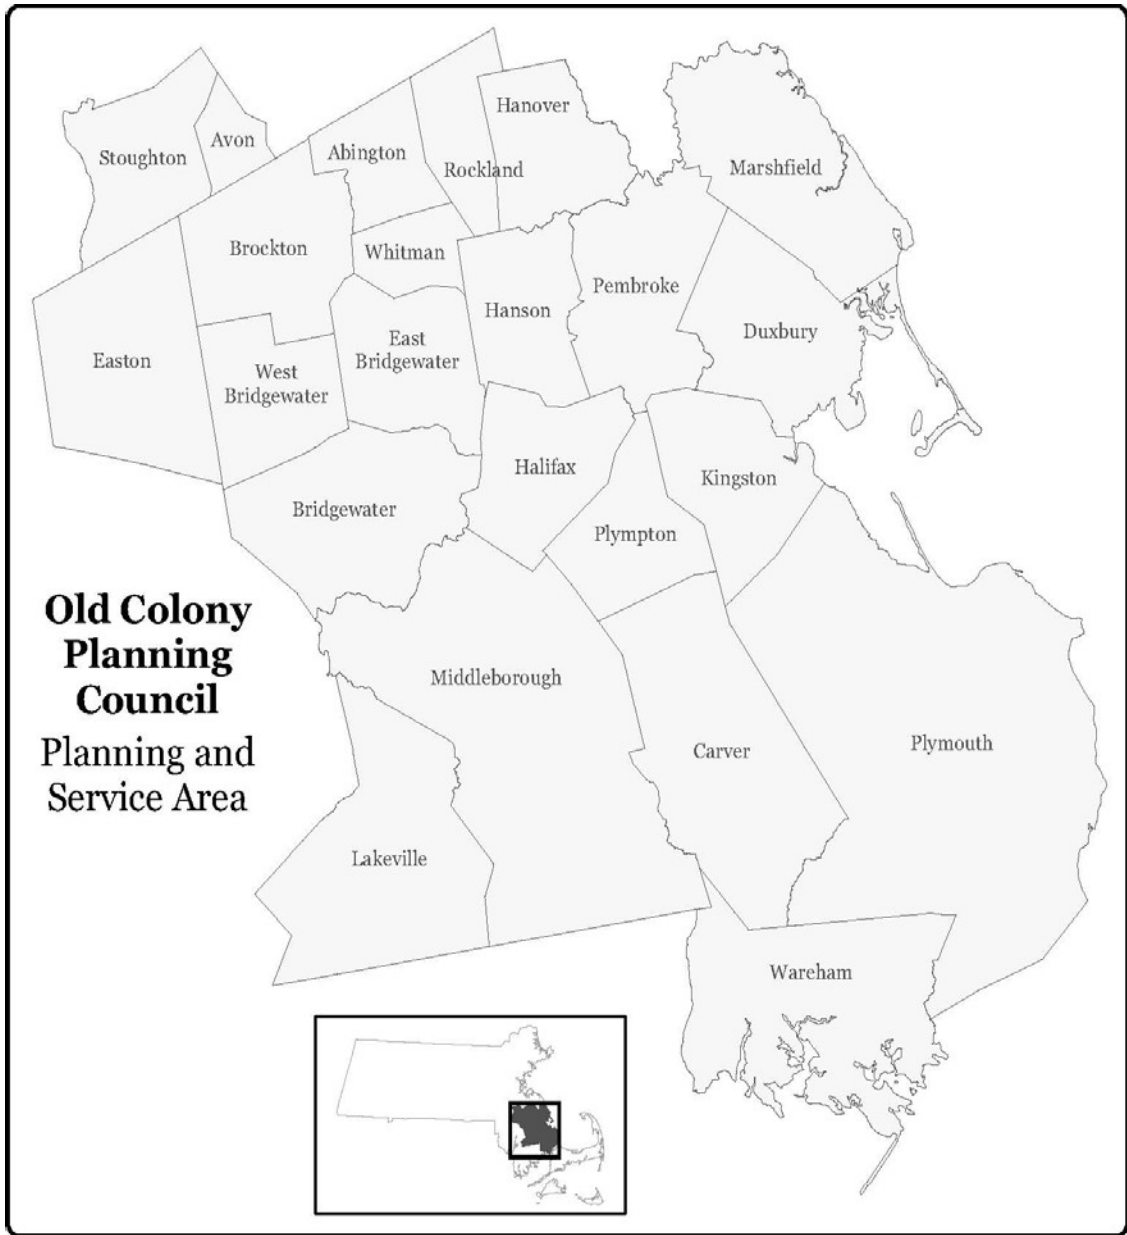 Hanover
Avon
Abington
Stoughton
Rockland
Marshfield
Brockton
Whitman
Pembroke
Hanson
Duxbury
East
Bridgewater
Easton
West
Bridgewater
Halifax
Kingston
Bridgewater
Plympton
Old Colony
Planning
Council
Planning and
Service Area
Middleborough
Carver
Plymouth
Lakeville
Wareham